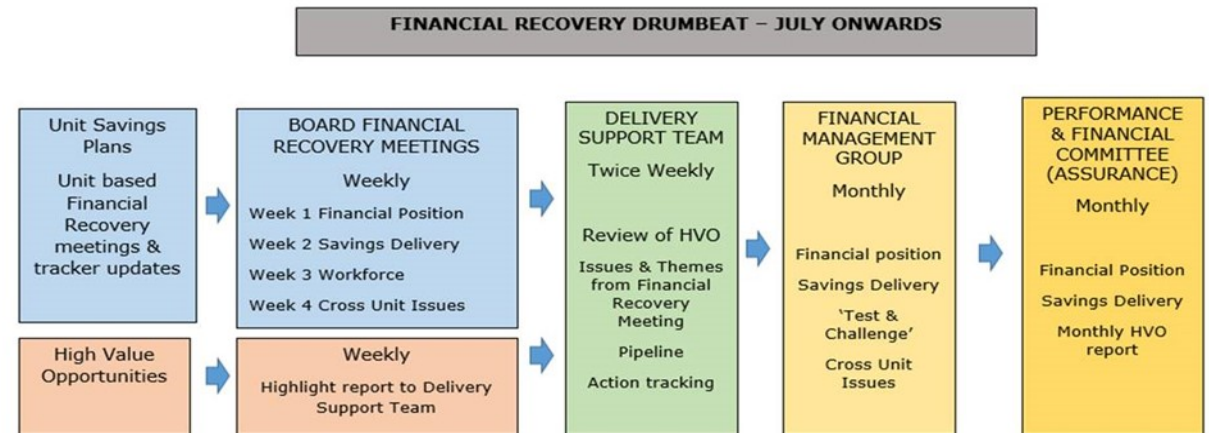 FINANCIAL RECOVERY DRUMBEAT – JULY ONWARDS
Unit Savings
Plans
Unit based
Financial
Recovery
meetings &
tracker updates
BOARD FINANCIAL
RECOVERY MEETINGS
Weekly
Week 1 Financial Position
Week 2 Savings Delivery
Week 3 Workforce
Week 4 Cross Unit Issues
High Value
Opportunities
Weekly
Highlight report to Delivery
Support Team
DELIVERY
SUPPORT TEAM
Twice Weekly
Review of HVO
Issues & Themes
from Financial
Recovery
Meeting
Pipeline
Action tracking
FINANCIAL
MANAGEMENT
GROUP
Monthly
Financial position
Savings Delivery
‘Test &
Challenge’
Cross Unit
Issues
PERFORMANCE
& FINANCIAL
COMMITTEE
(ASSURANCE)
Monthly
Financial Position
Savings Delivery
Monthly HVO
report